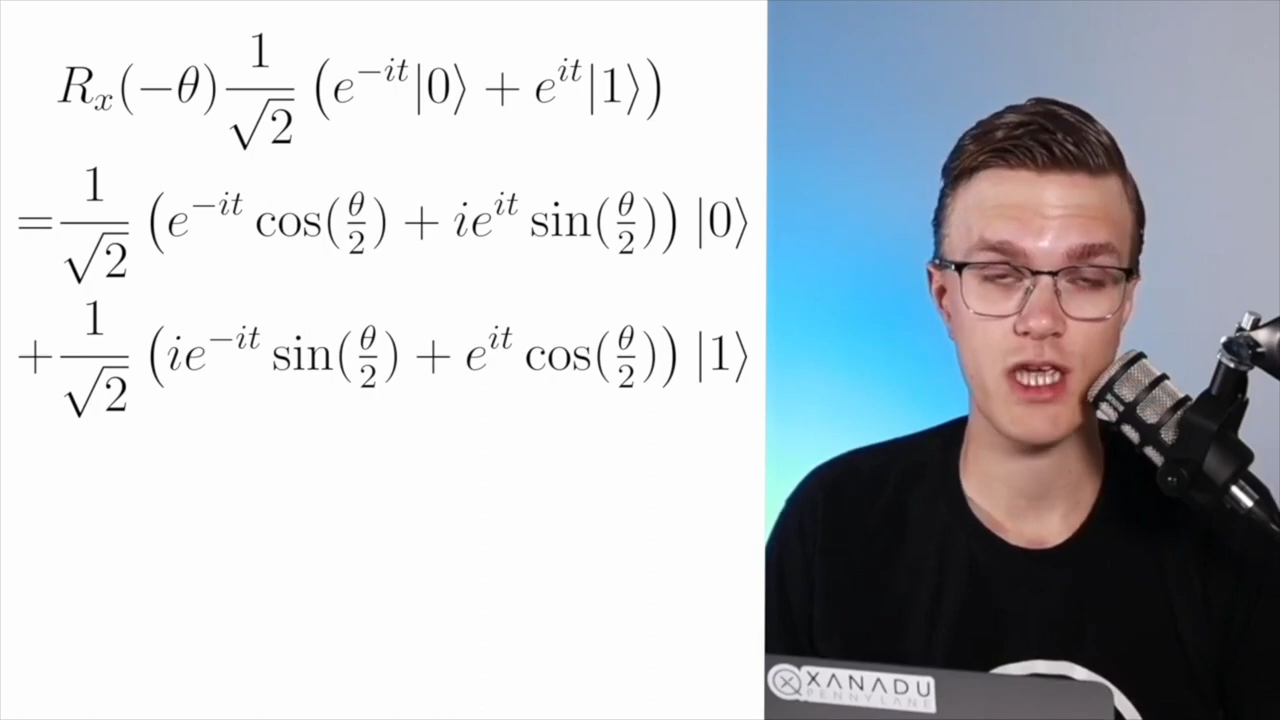 Rₓ(−θ) 1/√2 (e^{−it}|0⟩ + e^{it}|1⟩)
= 1/√2 (e^{−it} cos(θ/2) + ie^{it} sin(θ/2)) |0⟩
+ 1/√2 (ie^{−it} sin(θ/2) + e^{it} cos(θ/2)) |1⟩
XANADU
PENNYLANE